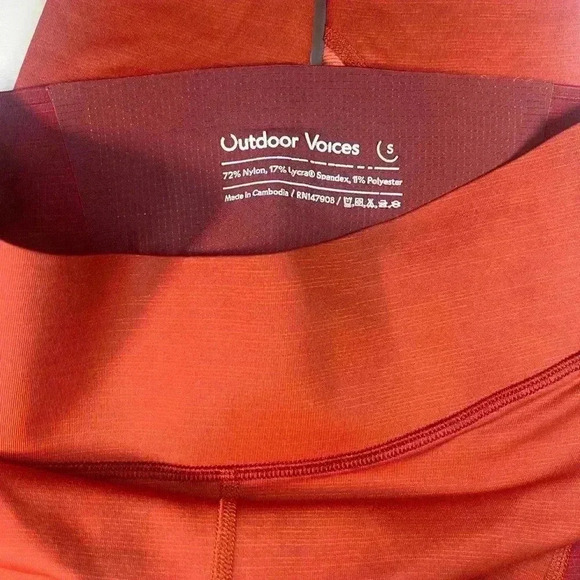 Outdoor Voices S
72% Nylon, 17% Lycra® Spandex, 11% Polyester
Made in Cambodia / RN147908 /